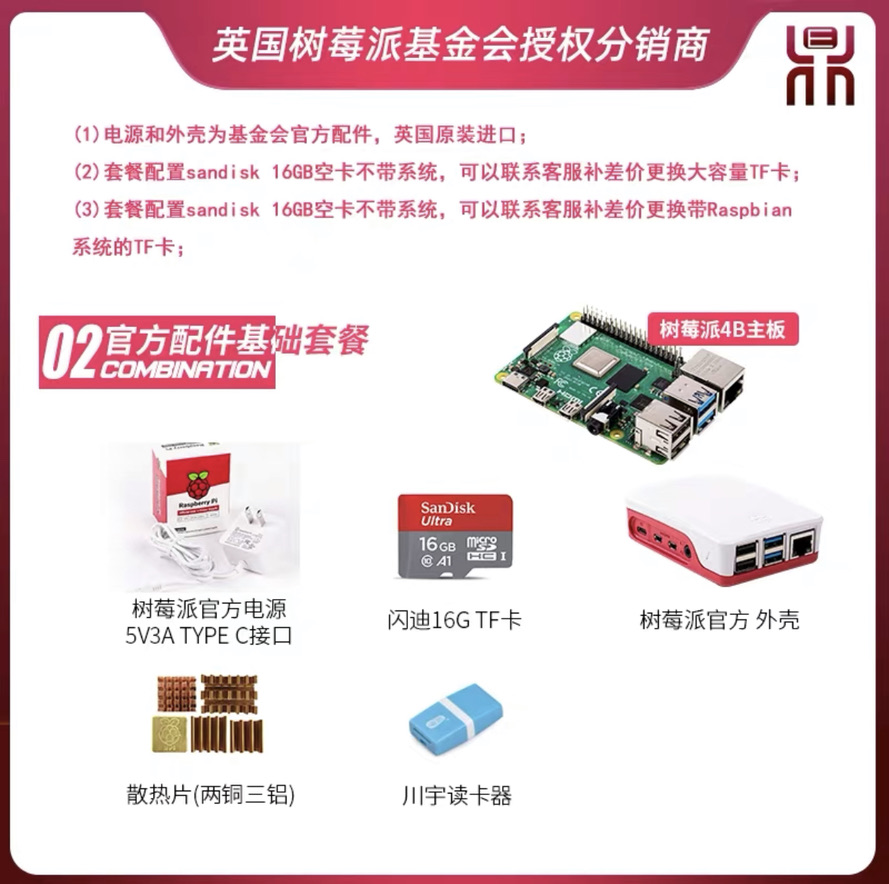 英国树莓派基金会授权分销商
(1)电源和外壳为基金会官方配件，英国原装进口；
(2)套餐配置sandisk 16GB空卡不带系统，可以联系客服补差价更换大容量TF卡；
(3)套餐配置sandisk 16GB空卡不带系统，可以联系客服补差价更换带Raspbian
系统的TF卡；
02官方配件基础套餐
COMBINATION
树莓派4B主板
HDMI
Raspberry Pi
SanDisk
Ultra
16GB
micro
SD
HC I
10 A1
树莓派官方电源
5V3A TYPE C接口
闪迪16G TF卡
树莓派官方 外壳
散热片(两铜三铝)
川宇读卡器